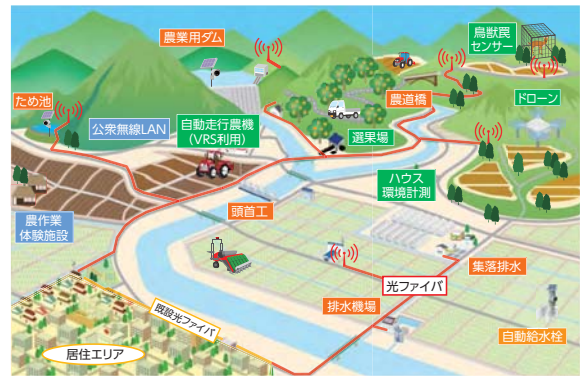 農業用ダム
鳥獣罠
センサー
ため池
公衆無線LAN
自動走行農機
(VRS利用)
選果場
農道橋
ドローン
ハウス
環境計測
農作業
体験施設
頭首工
光ファイバ
集落排水
排水機場
既設光ファイバ
自動給水栓
居住エリア